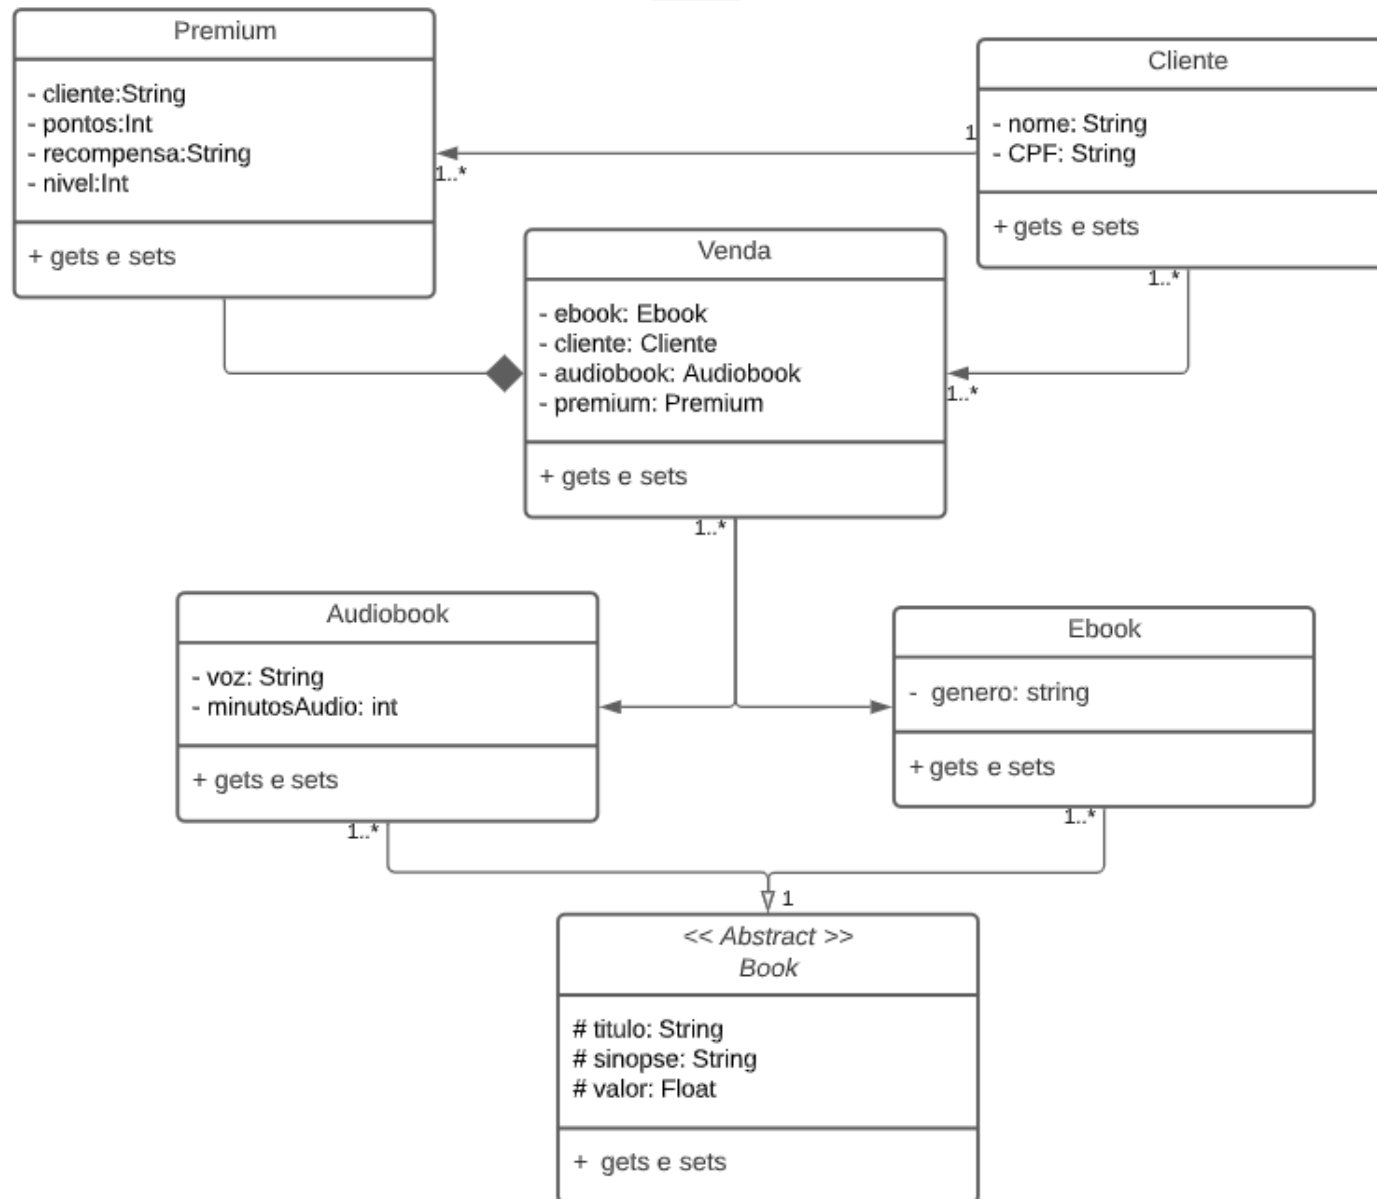 Premium
- cliente:String
- pontos:Int
- recompensa:String
- nivel:Int
+ gets e sets
Cliente
- nome: String
- CPF: String
+ gets e sets
1
1..*
1..*
1..*
Venda
- ebook: Ebook
- cliente: Cliente
- audiobook: Audiobook
- premium: Premium
+ gets e sets
1..*
Audiobook
- voz: String
- minutosAudio: int
+ gets e sets
1..*
Ebook
- genero: string
+ gets e sets
1..*
1
<< Abstract >>
Book
# titulo: String
# sinopse: String
# valor: Float
+ gets e sets